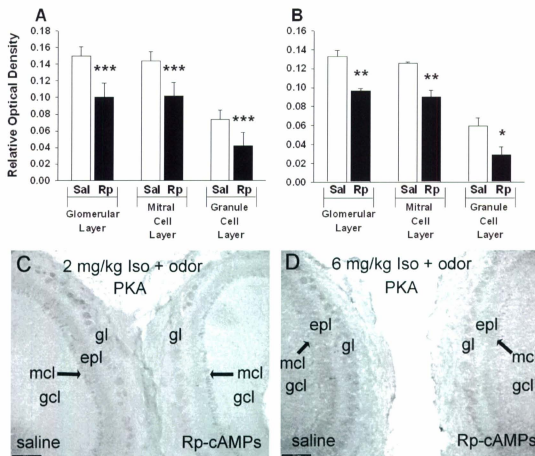 A
Relative Optical Density
0.18
0.16
0.14
0.12
0.10
0.08
0.06
0.04
0.02
0.00
***
***
***
Sal Rp
Sal Rp
Sal Rp
Glomerular Layer
Mitral Cell Layer
Granule Cell Layer
B
0.16
0.14
0.12
0.10
0.08
0.06
0.04
0.02
0.00
**
**
*
Sal Rp
Sal Rp
Sal Rp
Glomerular Layer
Mitral Cell Layer
Granule Cell Layer
C
2 mg/kg Iso + odor
PKA
gl
gl
epl
mcl
mcl
gcl
gcl
saline
Rp-cAMPs
D
6 mg/kg Iso + odor
PKA
epl
epl
gl
gl
mcl
mc
gcl
gcl
saline
Rp-cAMPs